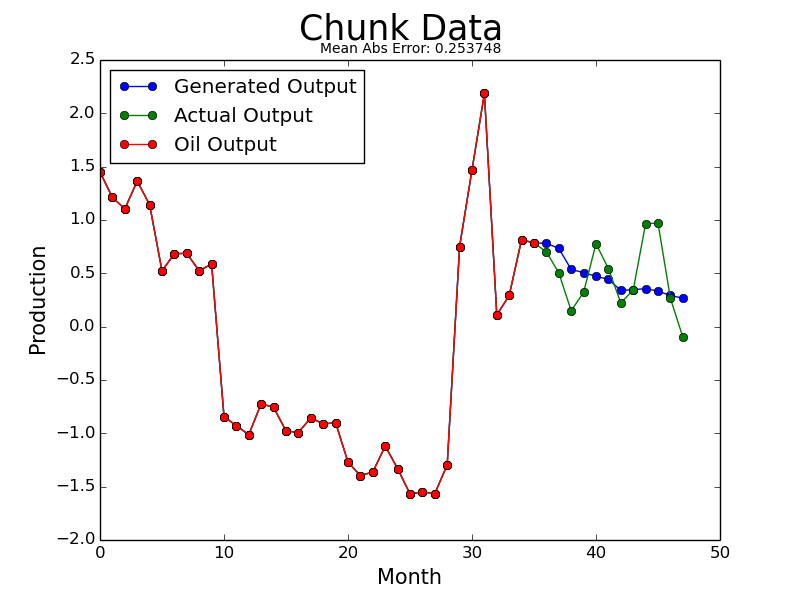 Chunk Data
Mean Abs Error: 0.253748
2.5
2.0
1.5
1.0
0.5
0.0
−0.5
−1.0
−1.5
−2.0
Generated Output
Actual Output
Oil Output
Production
0 10 20 30 40 50
Month